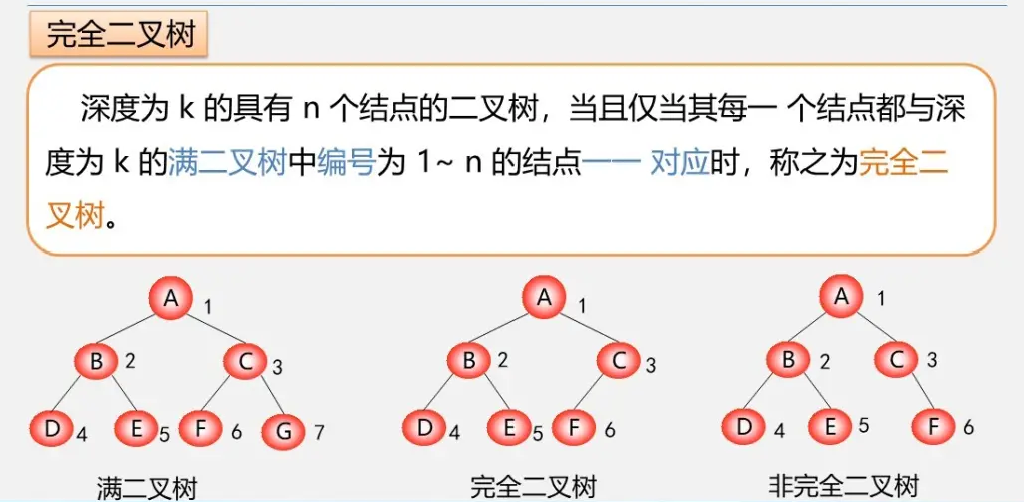 完全二叉树
深度为 k 的具有 n 个结点的二叉树，当且仅当其每一 个结点都与深
度为 k 的满二叉树中编号为 1~ n 的结点一一 对应时，称之为完全二
叉树。
A 1 A 1 A 1
B 2 C 3 B 2 C 3 B 2 C 3
D 4 E 5 F 6 G 7 D 4 E 5 F 6 D 4 E 5 F 6
满二叉树 完全二叉树 非完全二叉树